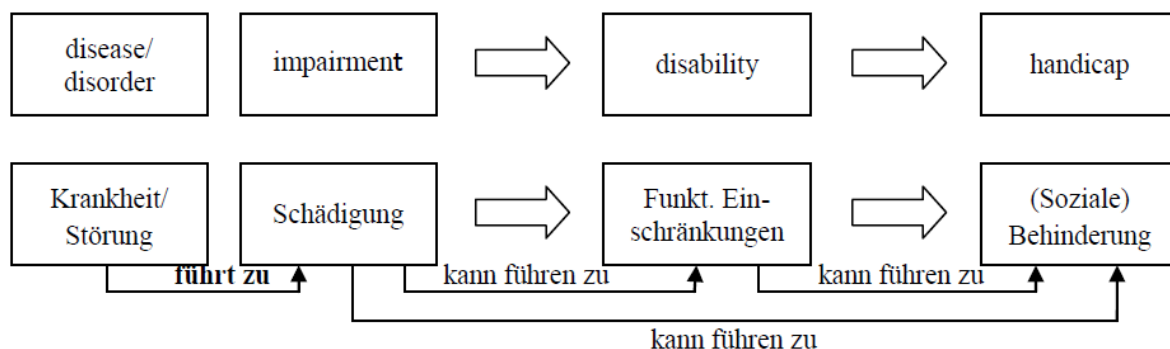 disease/
disorder
impairment
disability
handicap
Krankheit/
Störung
Schädigung
Funkt. Ein-
schränkungen
(Soziale)
Behinderung
führt zu
kann führen zu
kann führen zu
kann führen zu